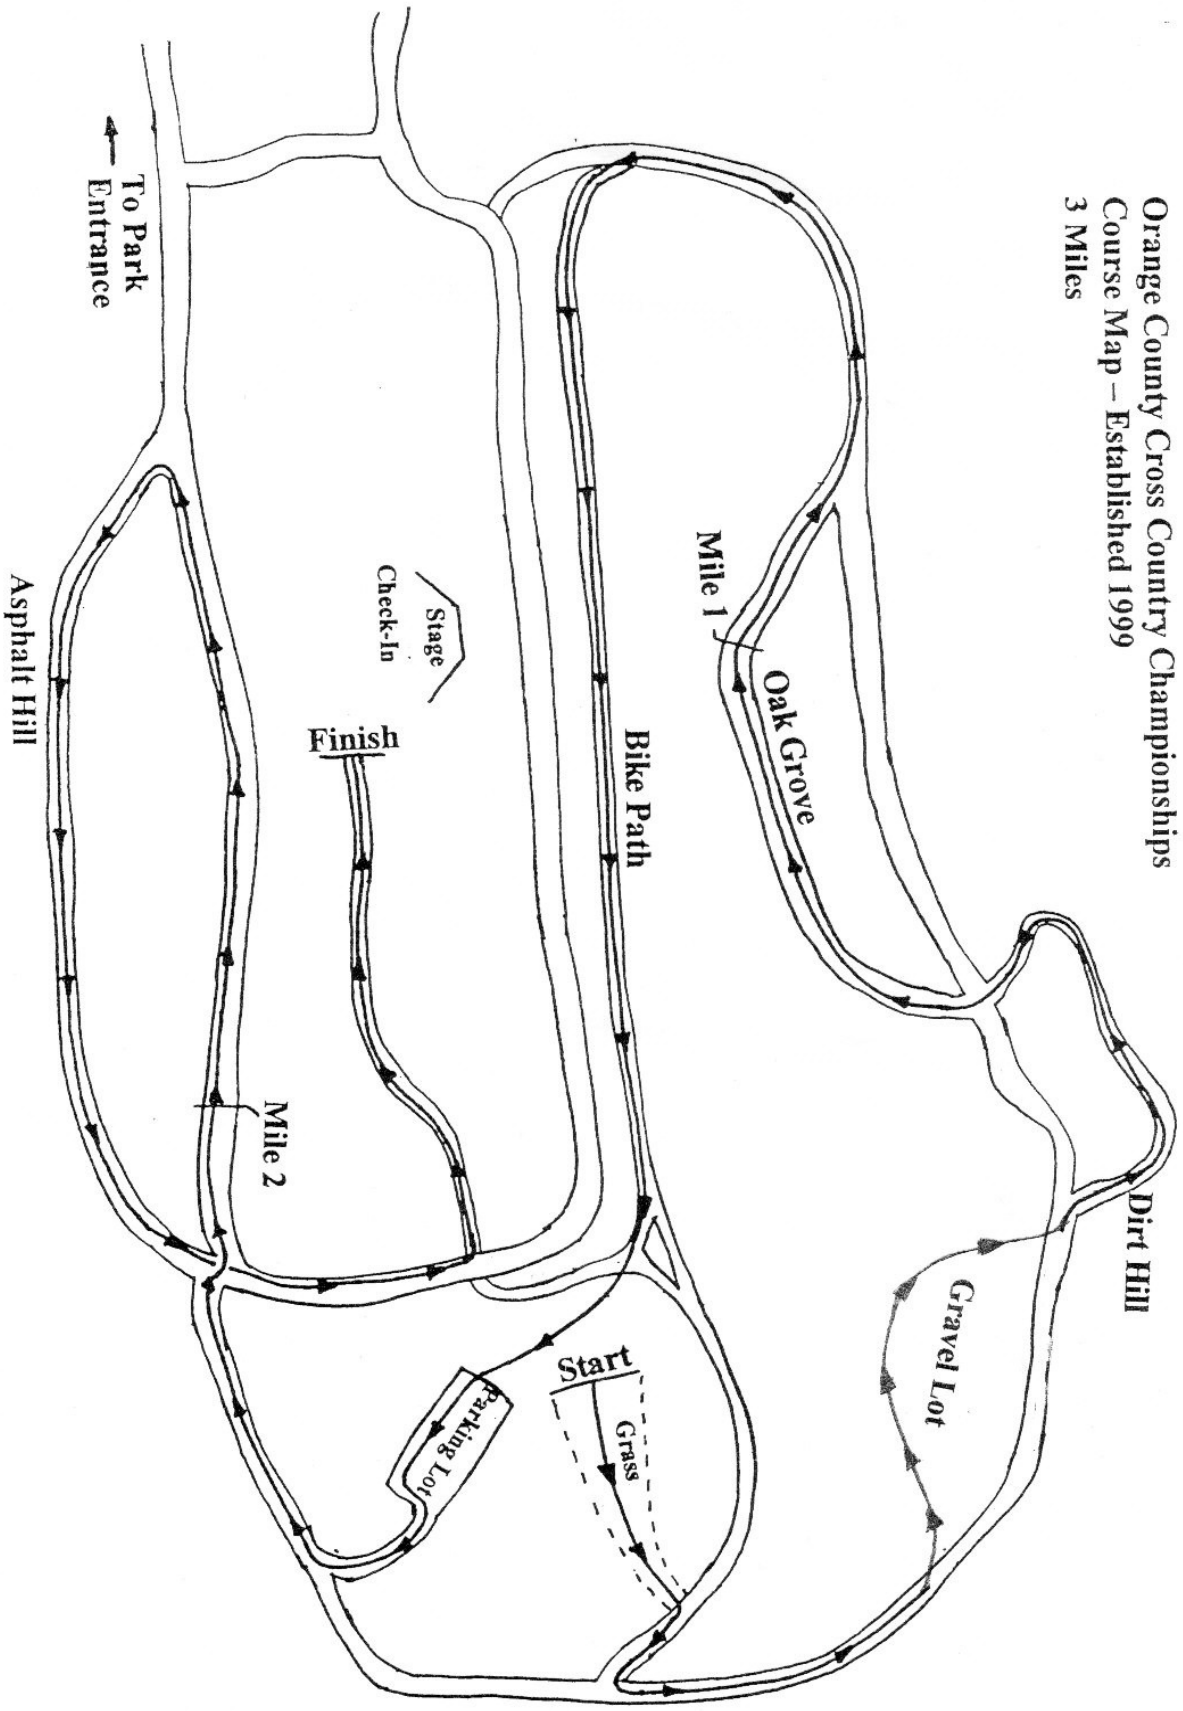 Orange County Cross Country Championships
Course Map – Established 1999
3 Miles
To Park
Entrance
Mile 1
Oak Grove
Dirt Hill
Gravel Lot
Bike Path
Stage
Check-In
Finish
Start
Grass
Parking Lot
Mile 2
Asphalt Hill